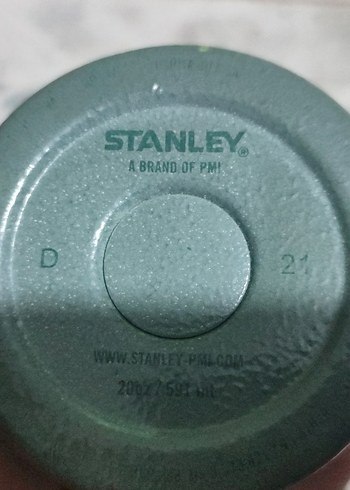 STANLEY®
A BRAND OF PMI
D 21
WWW.STANLEY-PMI.COM
20oz / 591 ml